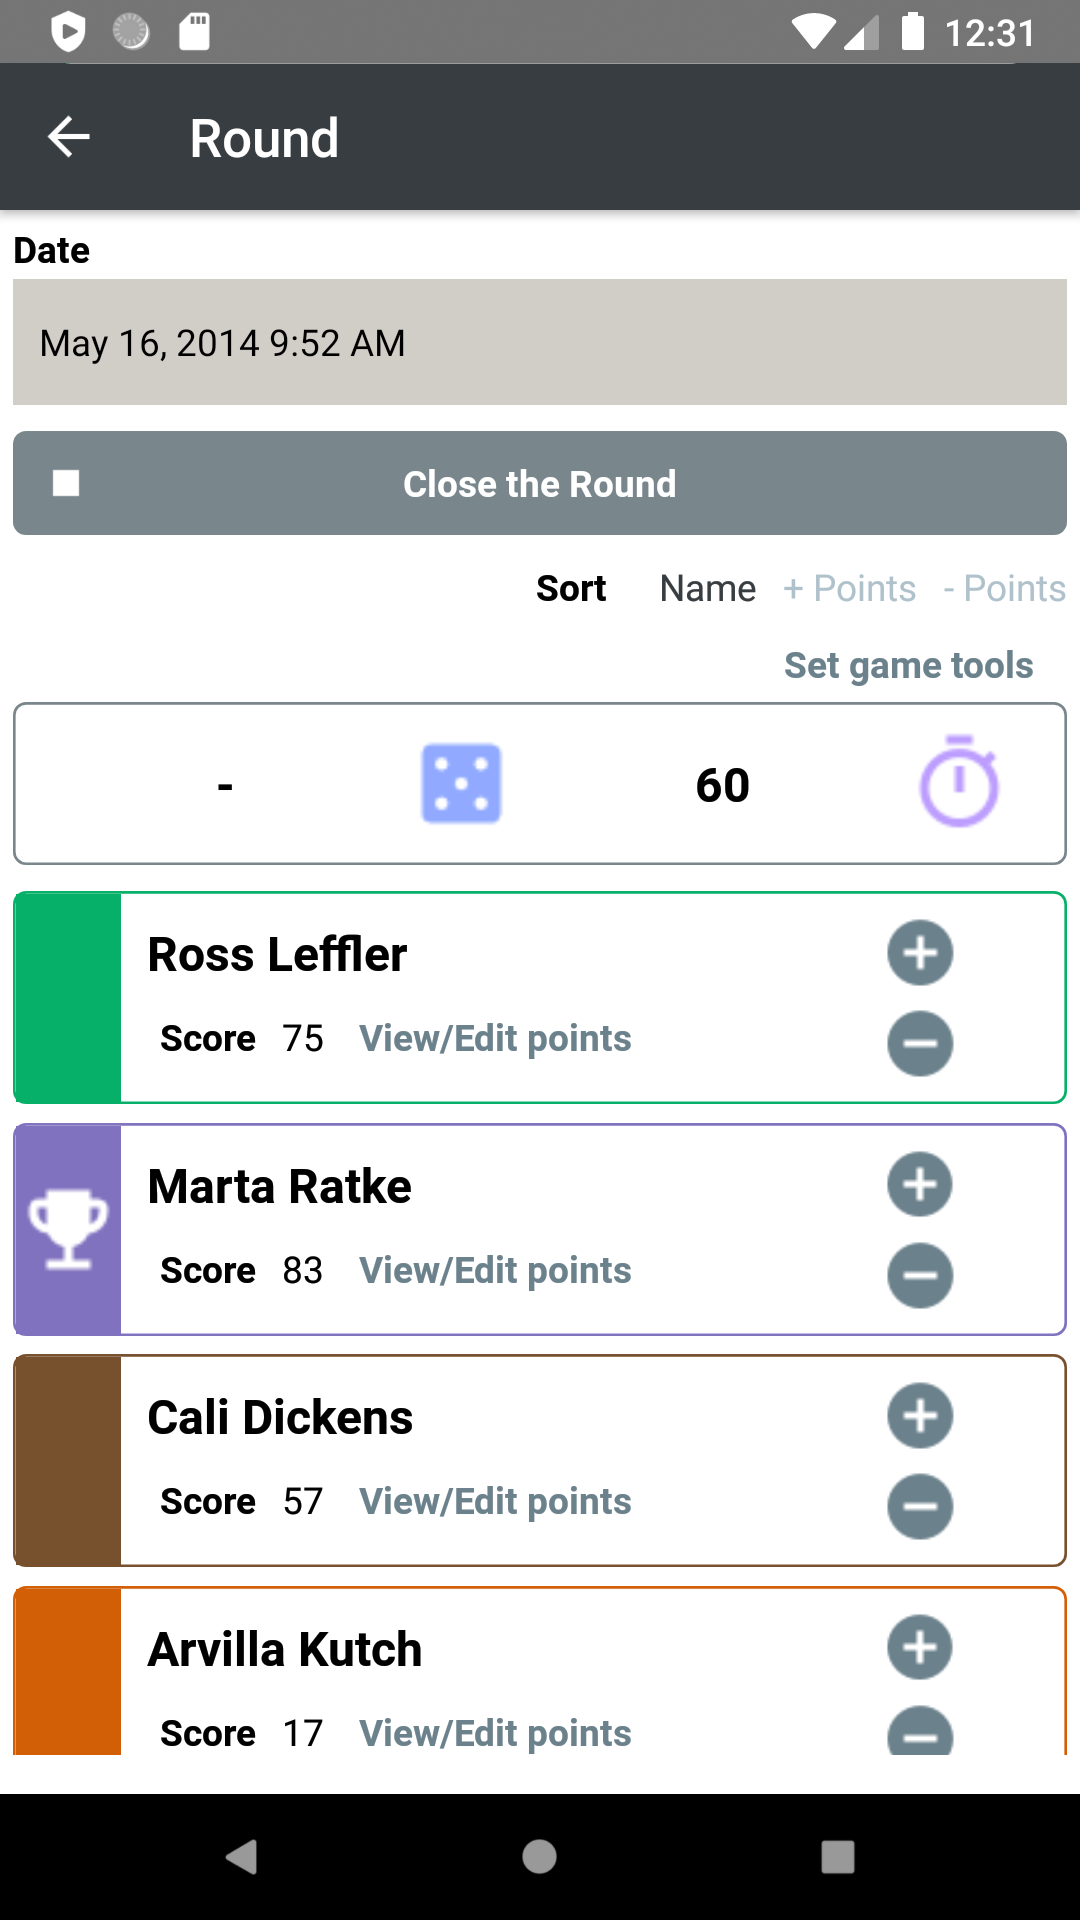 12:31
Round
Date
May 16, 2014 9:52 AM
Close the Round
Sort Name + Points - Points
Set game tools
- 60
Ross Leffler
Score 75 View/Edit points
Marta Ratke
Score 83 View/Edit points
Cali Dickens
Score 57 View/Edit points
Arvilla Kutch
Score 17 View/Edit points